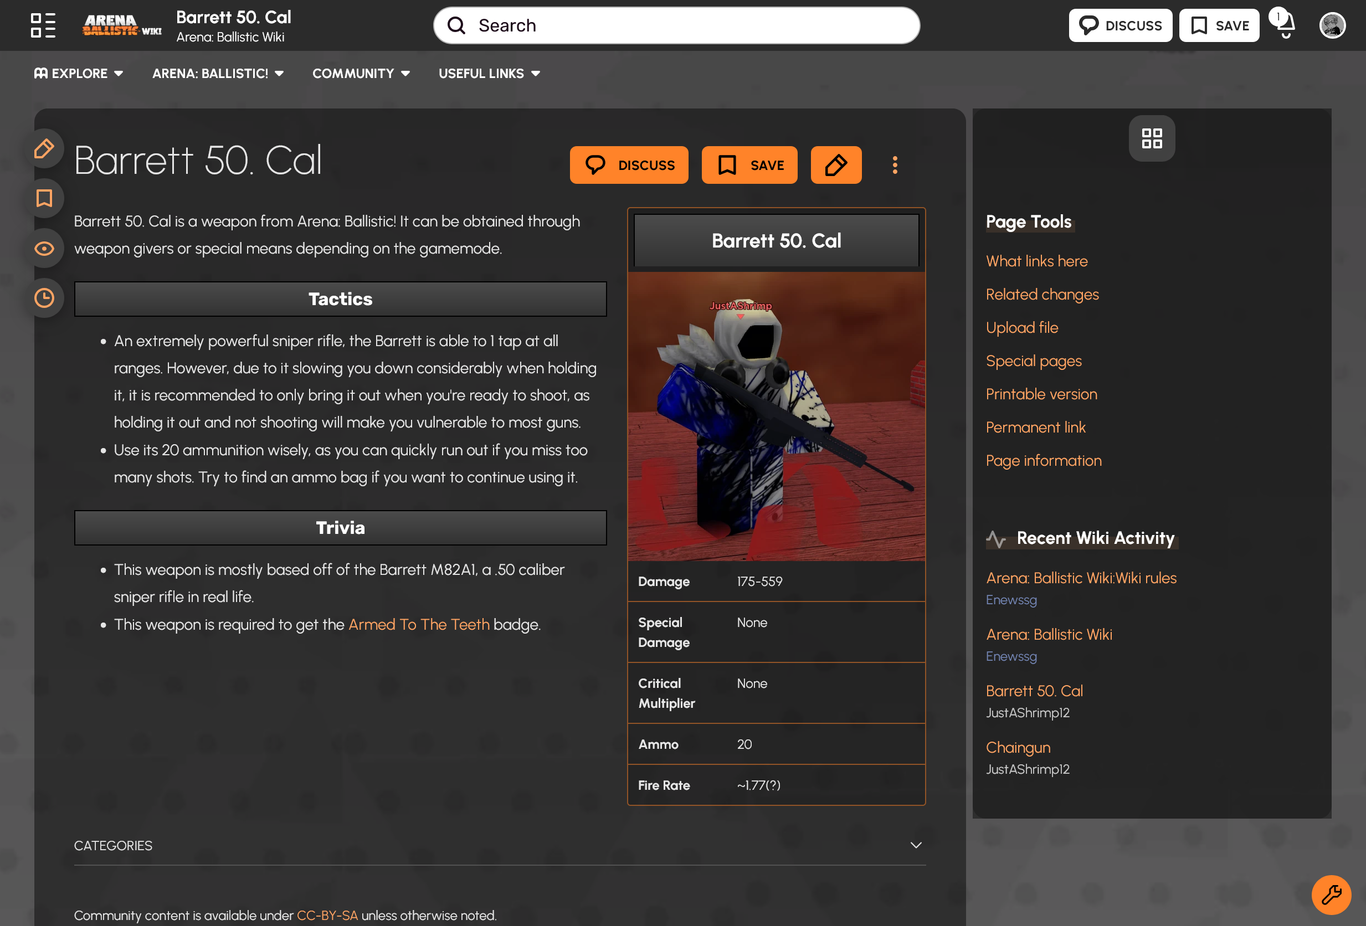 ARENA
BALLISTIC WIKI
Barrett 50. Cal
Arena: Ballistic Wiki
Search
DISCUSS
SAVE
1
EXPLORE
ARENA: BALLISTIC!
COMMUNITY
USEFUL LINKS
Barrett 50. Cal
DISCUSS
SAVE
Barrett 50. Cal is a weapon from Arena: Ballistic! It can be obtained through
weapon givers or special means depending on the gamemode.
Tactics
An extremely powerful sniper rifle, the Barrett is able to 1 tap at all
ranges. However, due to it slowing you down considerably when holding
it, it is recommended to only bring it out when you're ready to shoot, as
holding it out and not shooting will make you vulnerable to most guns.
Use its 20 ammunition wisely, as you can quickly run out if you miss too
many shots. Try to find an ammo bag if you want to continue using it.
Trivia
This weapon is mostly based off of the Barrett M82A1, a .50 caliber
sniper rifle in real life.
This weapon is required to get the Armed To The Teeth badge.
Barrett 50. Cal
JustAShrimp
Damage 175-559
Special
Damage
None
Critical
Multiplier
None
Ammo 20
Fire Rate ~1.77(?)
CATEGORIES
Community content is available under CC-BY-SA unless otherwise noted.
Page Tools
What links here
Related changes
Upload file
Special pages
Printable version
Permanent link
Page information
Recent Wiki Activity
Arena: Ballistic Wiki:Wiki rules
Enewssg
Arena: Ballistic Wiki
Enewssg
Barrett 50. Cal
JustAShrimp12
Chaingun
JustAShrimp12